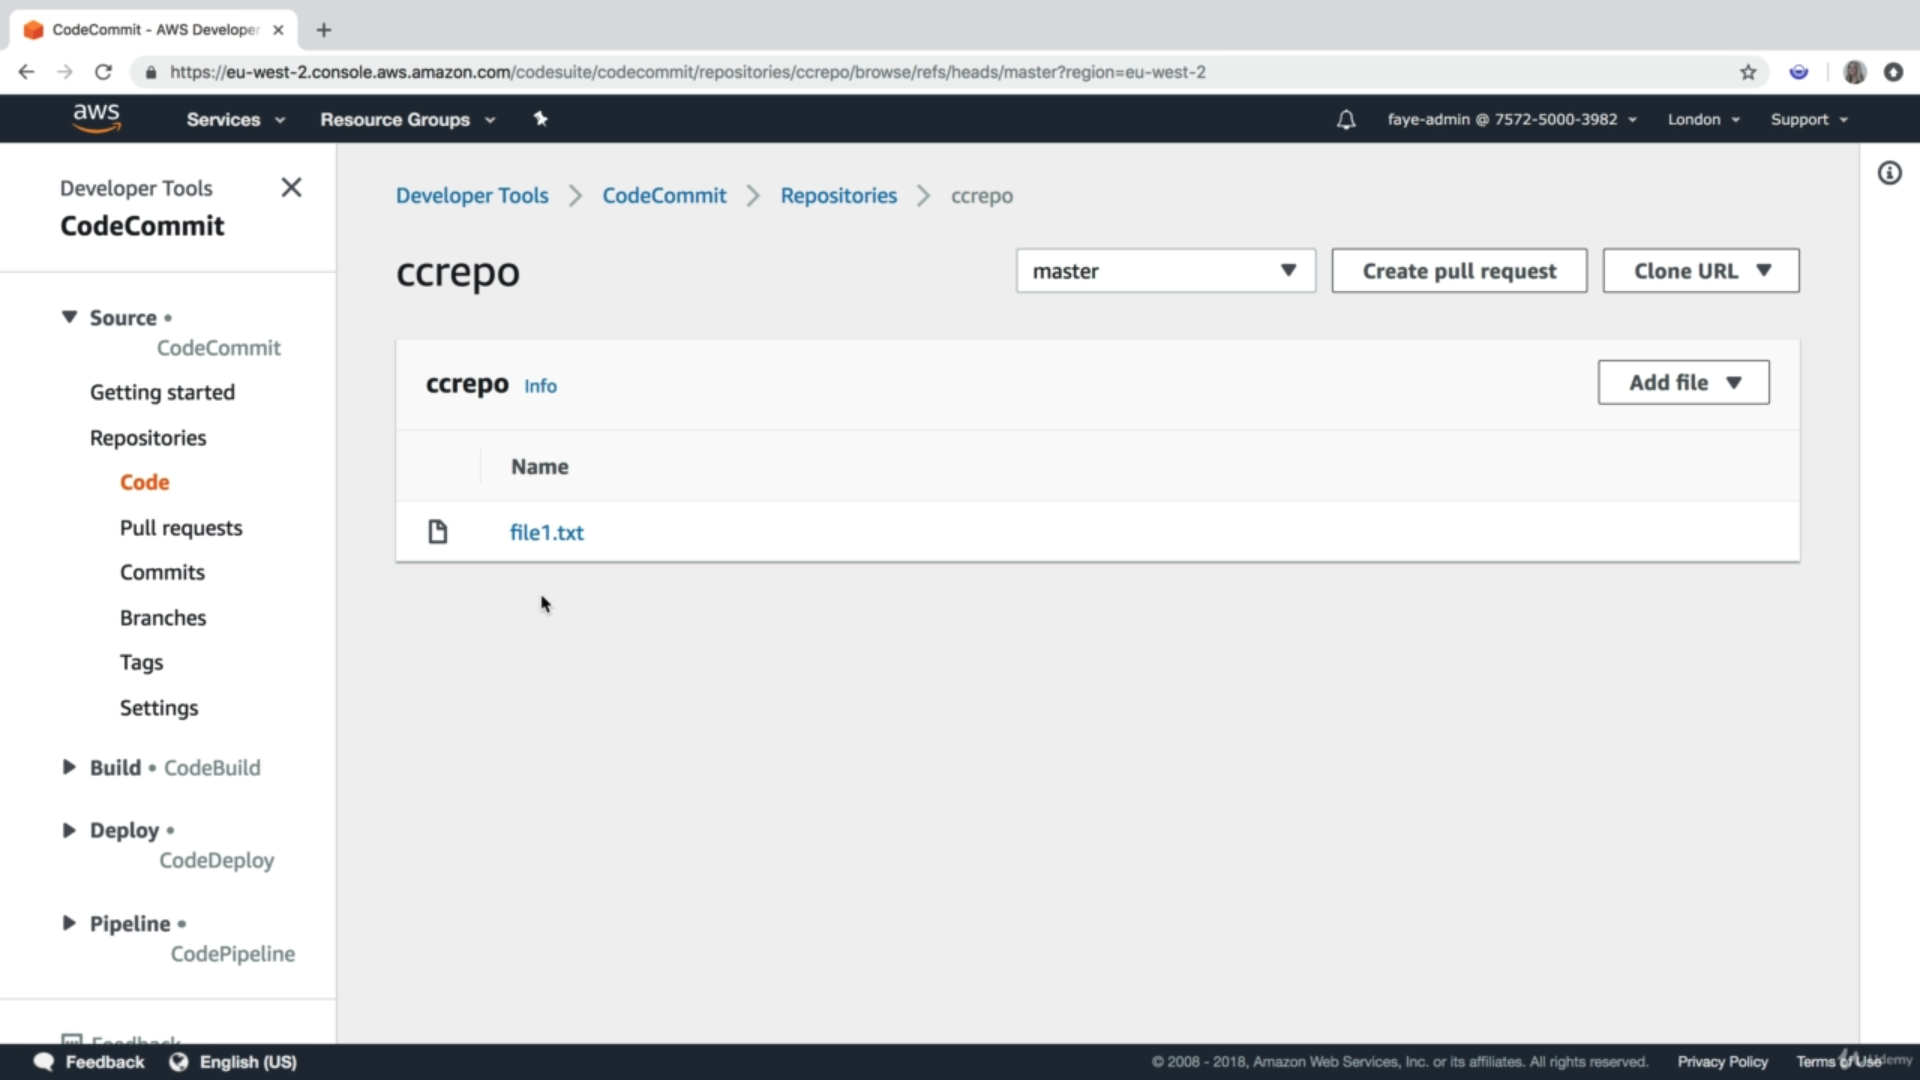 CodeCommit - AWS Developer
https://eu-west-2.console.aws.amazon.com/codesuite/codecommit/repositories/ccrepo/browse/refs/heads/master?region=eu-west-2
aws
Services
Resource Groups
faye-admin @ 7572-5000-3982
London
Support
Developer Tools
CodeCommit
Source •
CodeCommit
Getting started
Repositories
Code
Pull requests
Commits
Branches
Tags
Settings
Build • CodeBuild
Deploy •
CodeDeploy
Pipeline •
CodePipeline
Feedback
Developer Tools > CodeCommit > Repositories > ccrepo
ccrepo
master
Create pull request
Clone URL
ccrepo Info
Add file
Name
file1.txt
Feedback
English (US)
© 2008 - 2018, Amazon Web Services, Inc. or its affiliates. All rights reserved.
Privacy Policy
Terms of Use